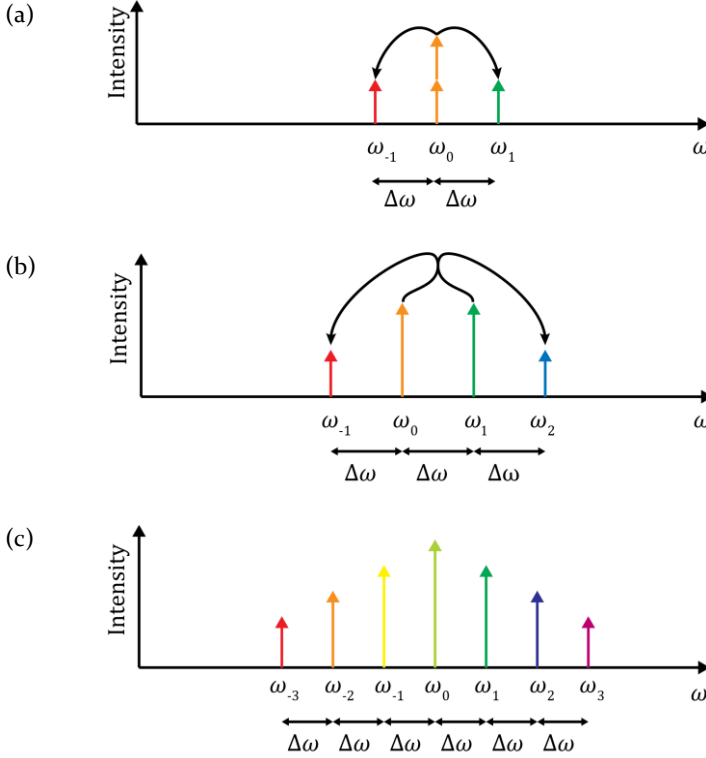 (a)
Intensity
ω₋₁ ω₀ ω₁ ω
Δω Δω
(b)
Intensity
ω₋₁ ω₀ ω₁ ω₂ ω
Δω Δω Δω
(c)
Intensity
ω₋₃ ω₋₂ ω₋₁ ω₀ ω₁ ω₂ ω₃ ω
Δω Δω Δω Δω Δω Δω